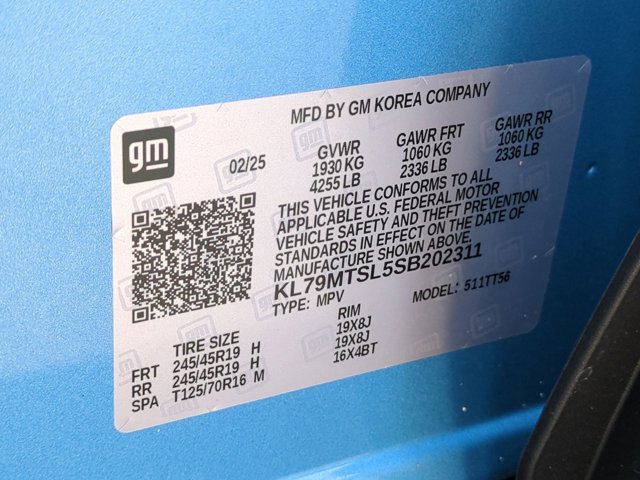 MFD BY GM KOREA COMPANY
gm
02/25
GVWR
1930 KG
4255 LB
GAWR FRT
1060 KG
2336 LB
GAWR RR
1060 KG
2336 LB
THIS VEHICLE CONFORMS TO ALL
APPLICABLE U.S. FEDERAL MOTOR
VEHICLE SAFETY AND THEFT PREVENTION
STANDARDS IN EFFECT ON THE DATE OF
MANUFACTURE SHOWN ABOVE.
KL79MTSL5SB202311
TYPE: MPV
MODEL: 511TT56
TIRE SIZE RIM
FRT 245/45R19 H 19X8J
RR 245/45R19 H 19X8J
SPA T125/70R16 M 16X4BT